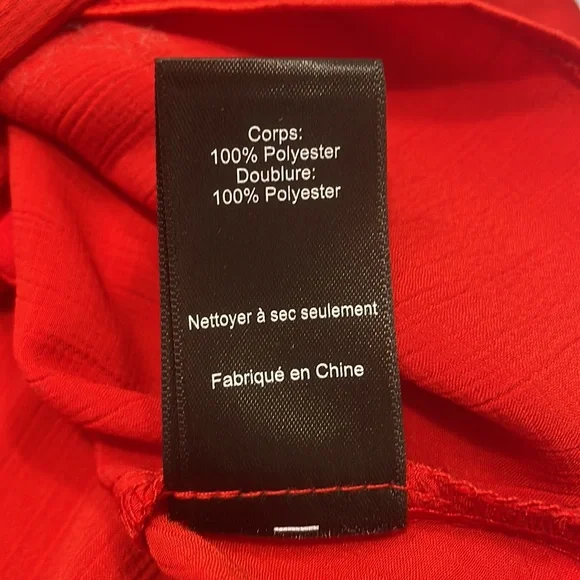 Corps:
100% Polyester
Doublure:
100% Polyester
Nettoyer à sec seulement
Fabriqué en Chine